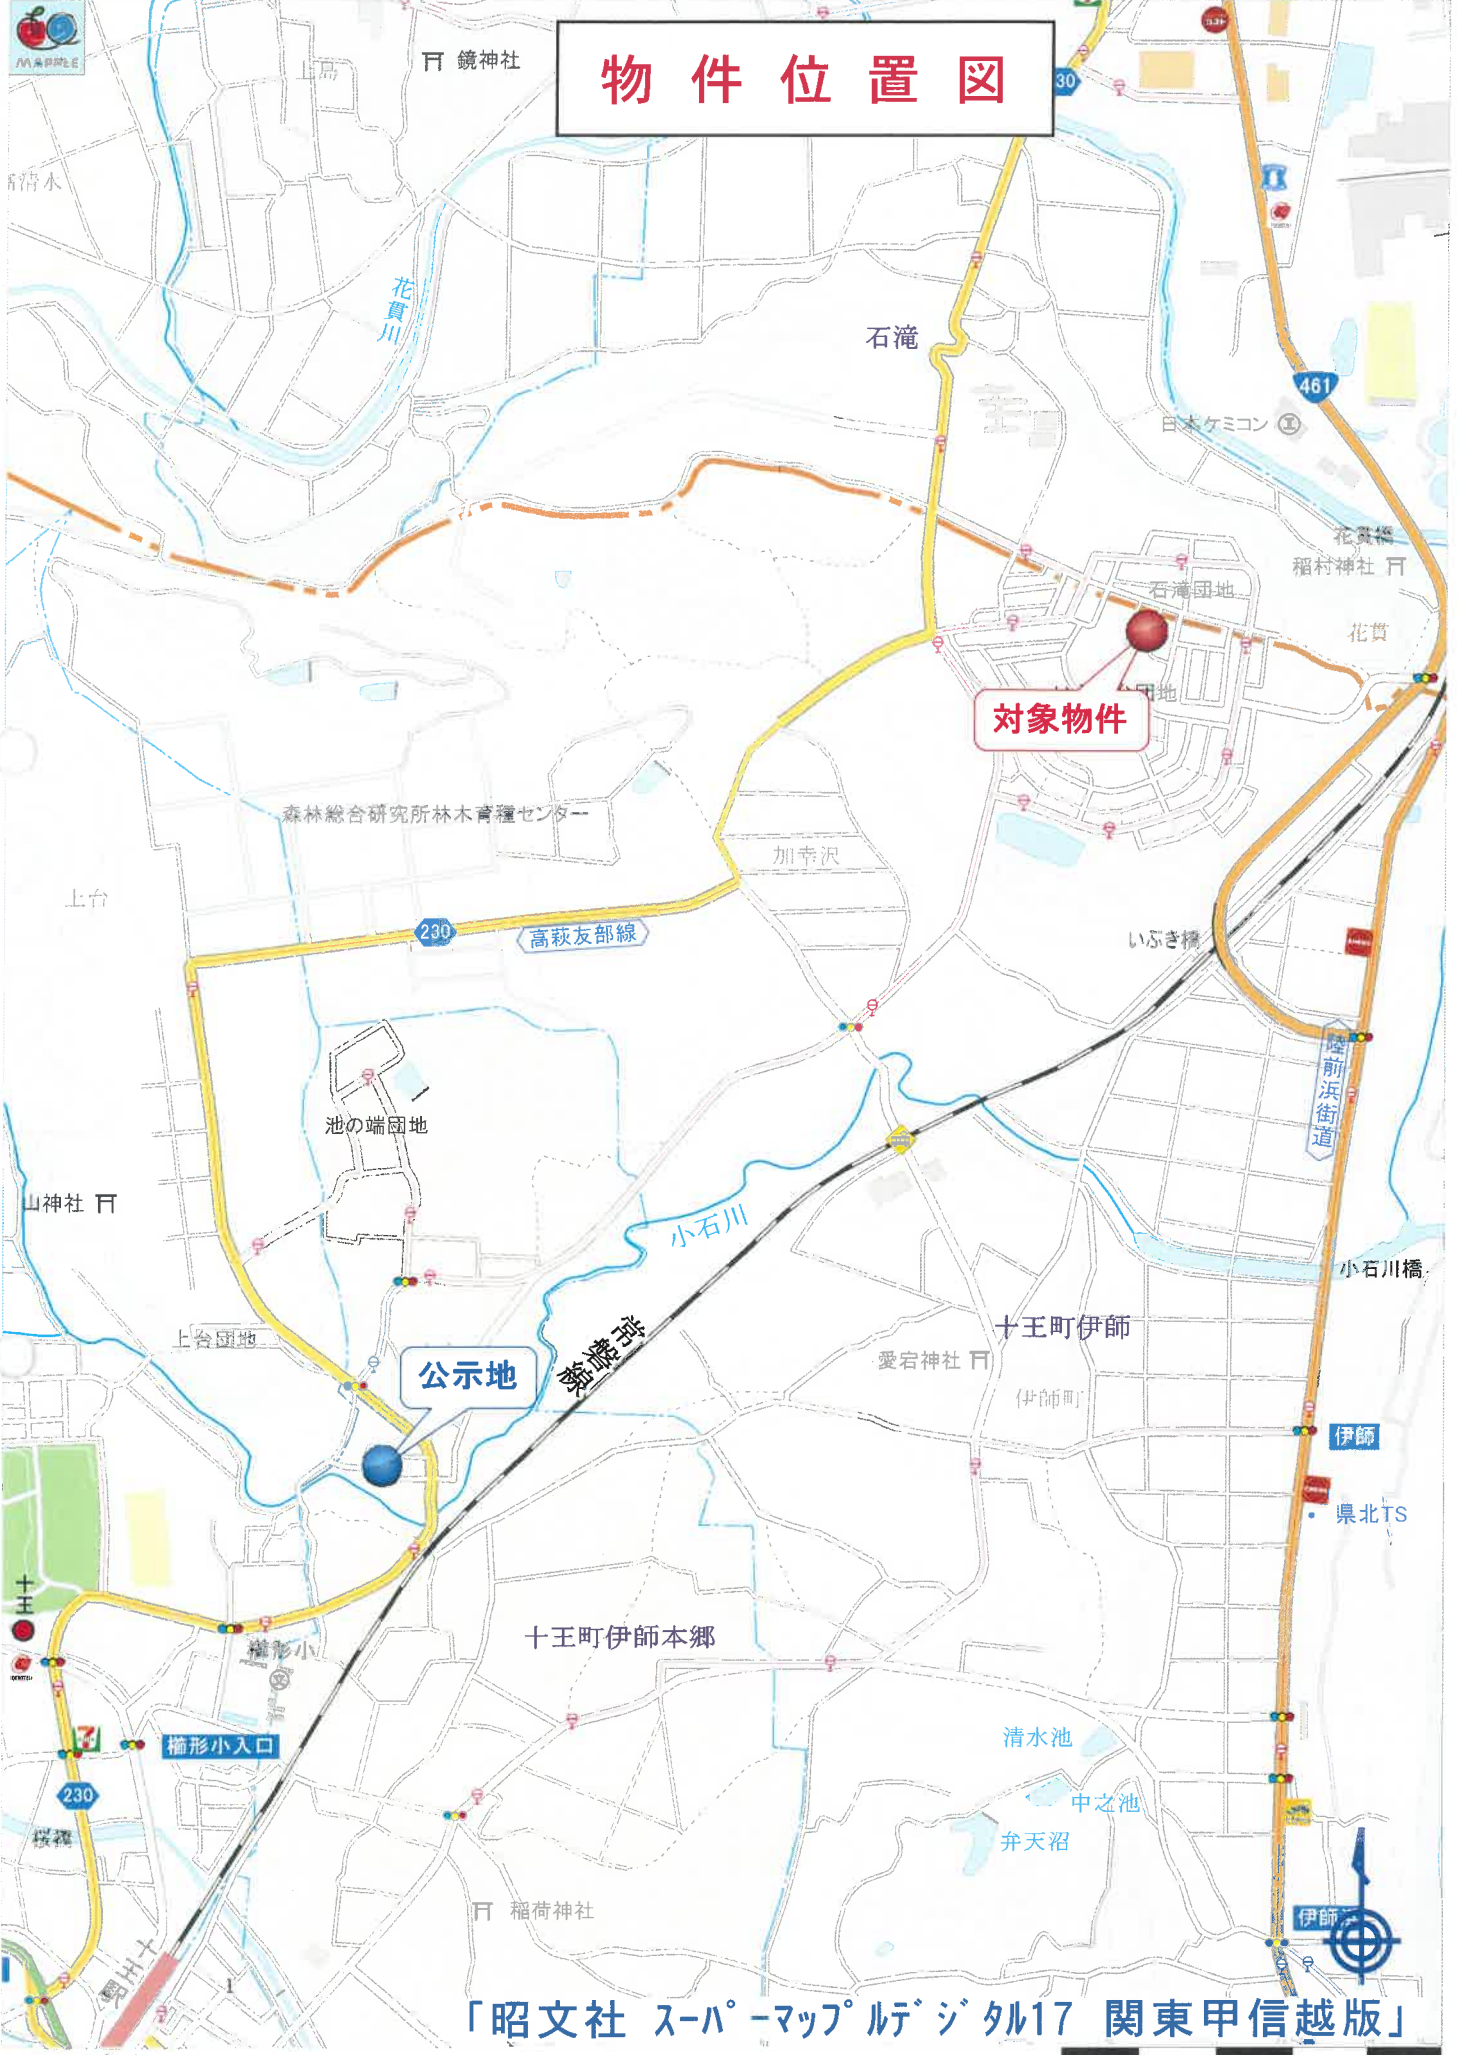 MAPPLE
物件位置図
鏡神社
上島
30
花貫川
石滝
461
日本ケミコン
花貫橋
稲村神社
石滝団地
花貫
団地
対象物件
森林総合研究所林木育種センター
加幸沢
上台
230
高萩友部線
いぶき橋
陸前浜街道
池の端団地
山神社
小石川
小石川橋
十王町伊師
上台団地
常磐線
愛宕神社
公示地
伊師町
伊師
県北TS
十王
十王町伊師本郷
櫛形小
清水池
櫛形小入口
230
中之池
桜橋
弁天沼
稲荷神社
伊師
十王駅
1
「昭文社 スーパーマップルデジタル17 関東甲信越版」